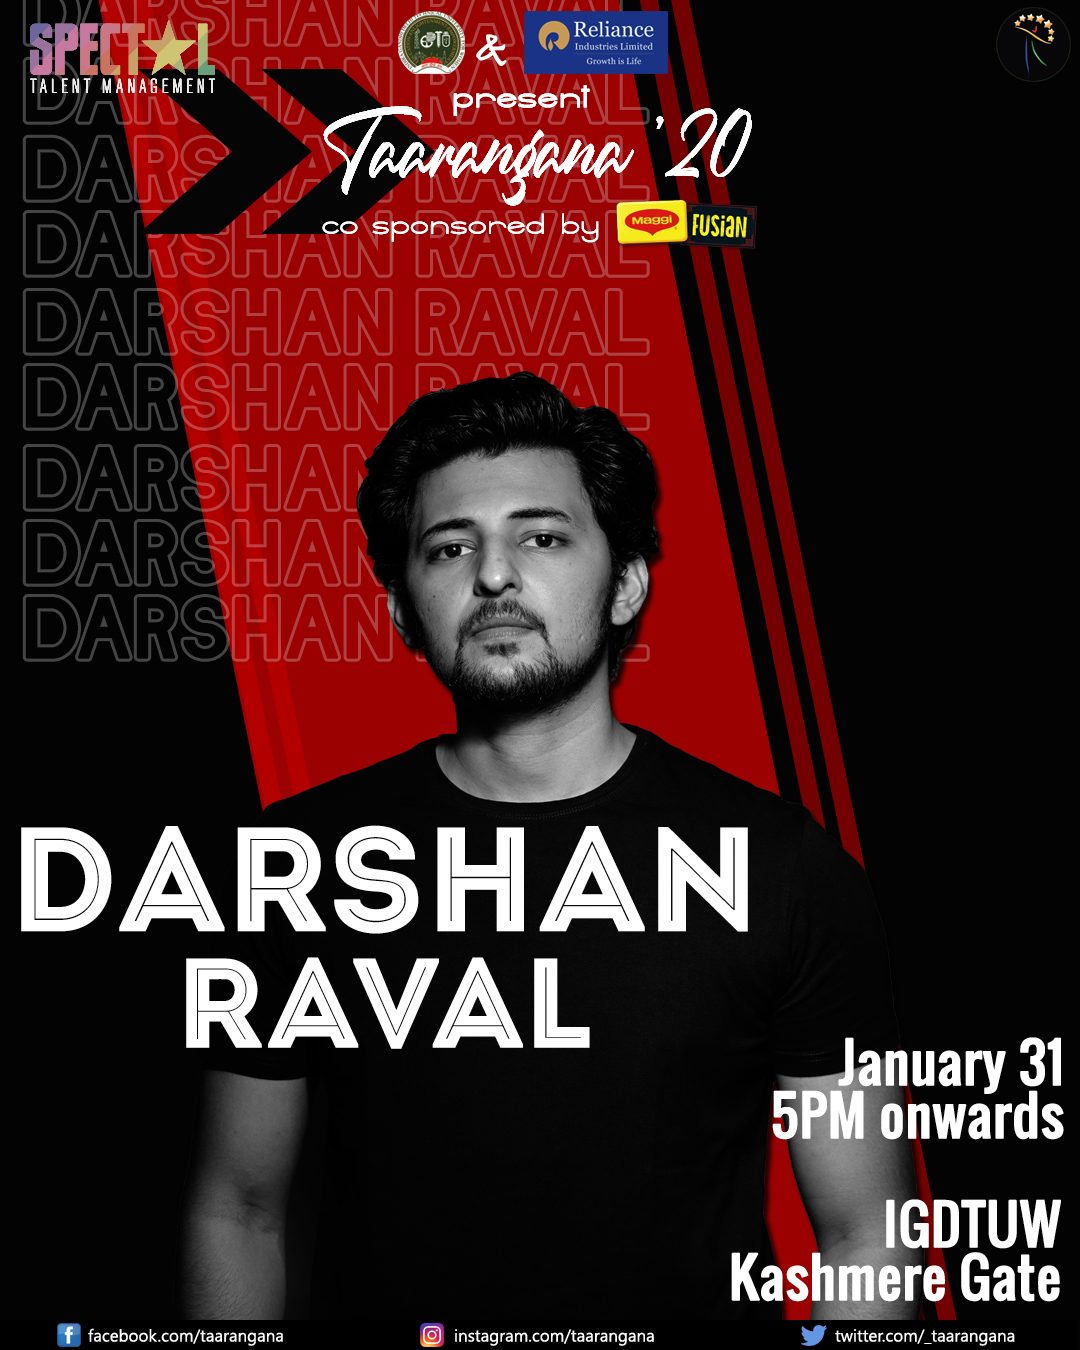 SPECTAL
TALENT MANAGEMENT
&
Reliance
Industries Limited
Growth is Life
present
Taarangana '20
co sponsored by
Maggi
FUSiaN
DARSHAN RAVAL
DARSHAN RAVAL
DARSHAN RAVAL
DARSHAN RAVAL
DARSHAN RAVAL
DARSHAN RAVAL
DARSHAN
DARSHAN
DARSHAN
DARSHAN
RAVAL
January 31
5PM onwards
IGDTUW
Kashmere Gate
facebook.com/taarangana
instagram.com/taarangana
twitter.com/_taarangana